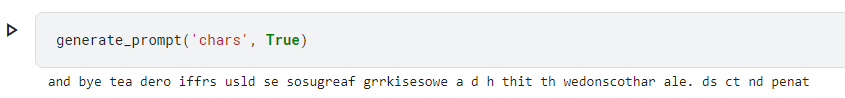 generate_prompt('chars', True)
and bye tea dero iffrs usld se sosugreaf grrkisesowe a d h thit th wedonscothar ale. ds ct nd penat